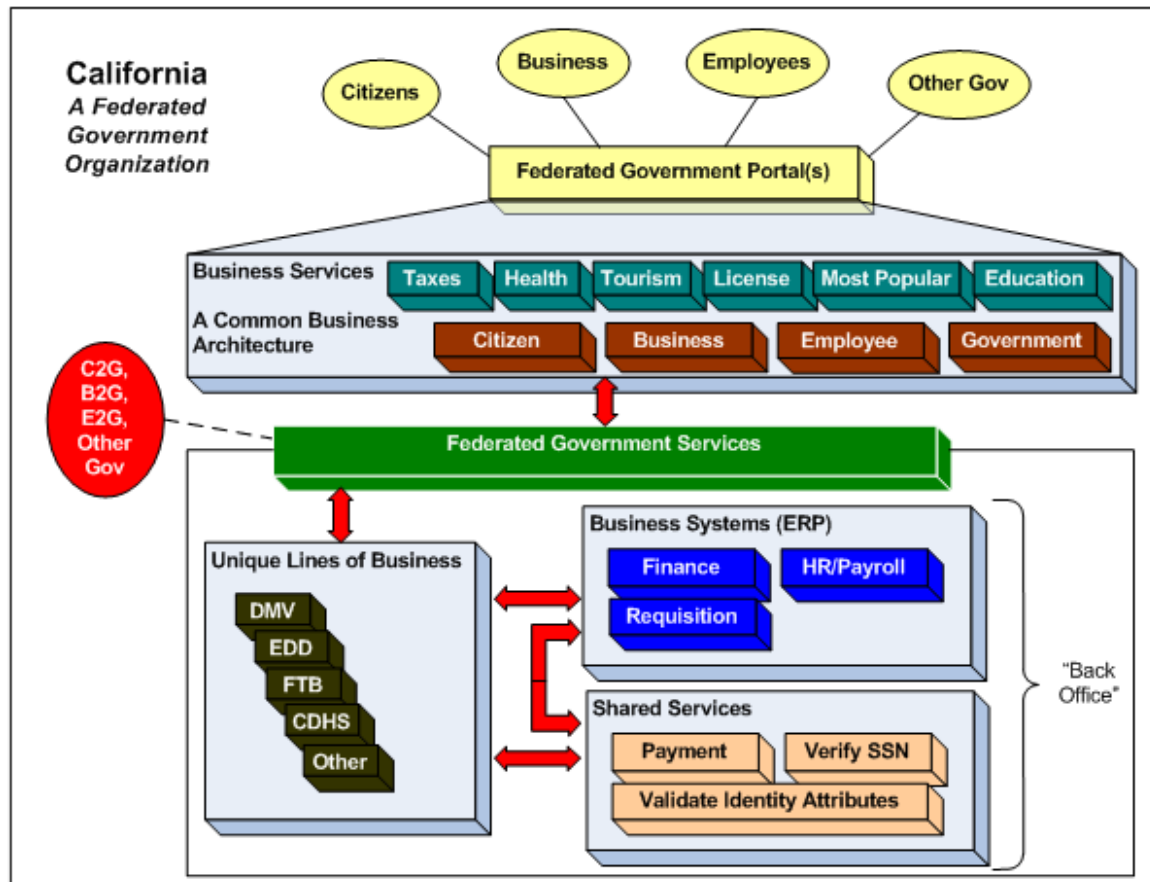 California
A Federated
Government
Organization
Citizens
Business
Employees
Other Gov
Federated Government Portal(s)
Business Services
Taxes
Health
Tourism
License
Most Popular
Education
A Common Business
Architecture
Citizen
Business
Employee
Government
C2G,
B2G,
E2G,
Other
Gov
Federated Government Services
Unique Lines of Business
DMV
EDD
FTB
CDHS
Other
Business Systems (ERP)
Finance
HR/Payroll
Requisition
Shared Services
Payment
Verify SSN
Validate Identity Attributes
“Back
Office”